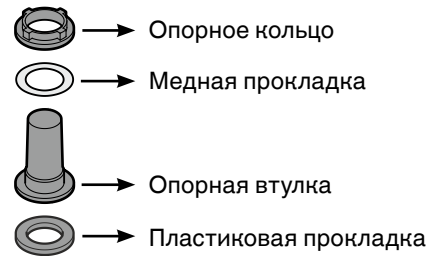 Опорное кольцо
Медная прокладка
Опорная втулка
Пластиковая прокладка